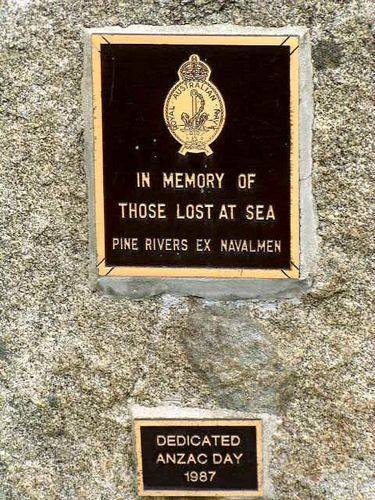 ROYAL AUSTRALIAN NAVY
IN MEMORY OF
THOSE LOST AT SEA
PINE RIVERS EX NAVALMEN
DEDICATED
ANZAC DAY
1987